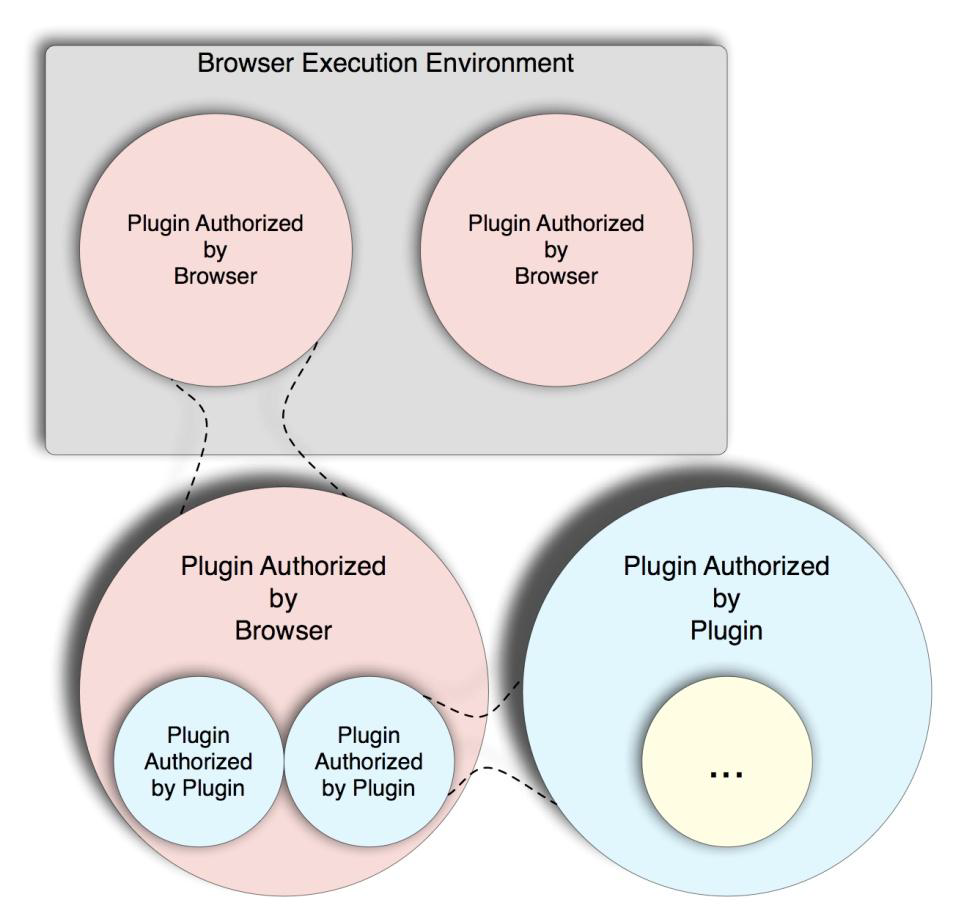 Browser Execution Environment
Plugin Authorized
by
Browser
Plugin Authorized
by
Browser
Plugin Authorized
by
Browser
Plugin
Authorized
by Plugin
Plugin
Authorized
by Plugin
Plugin Authorized
by
Plugin
...